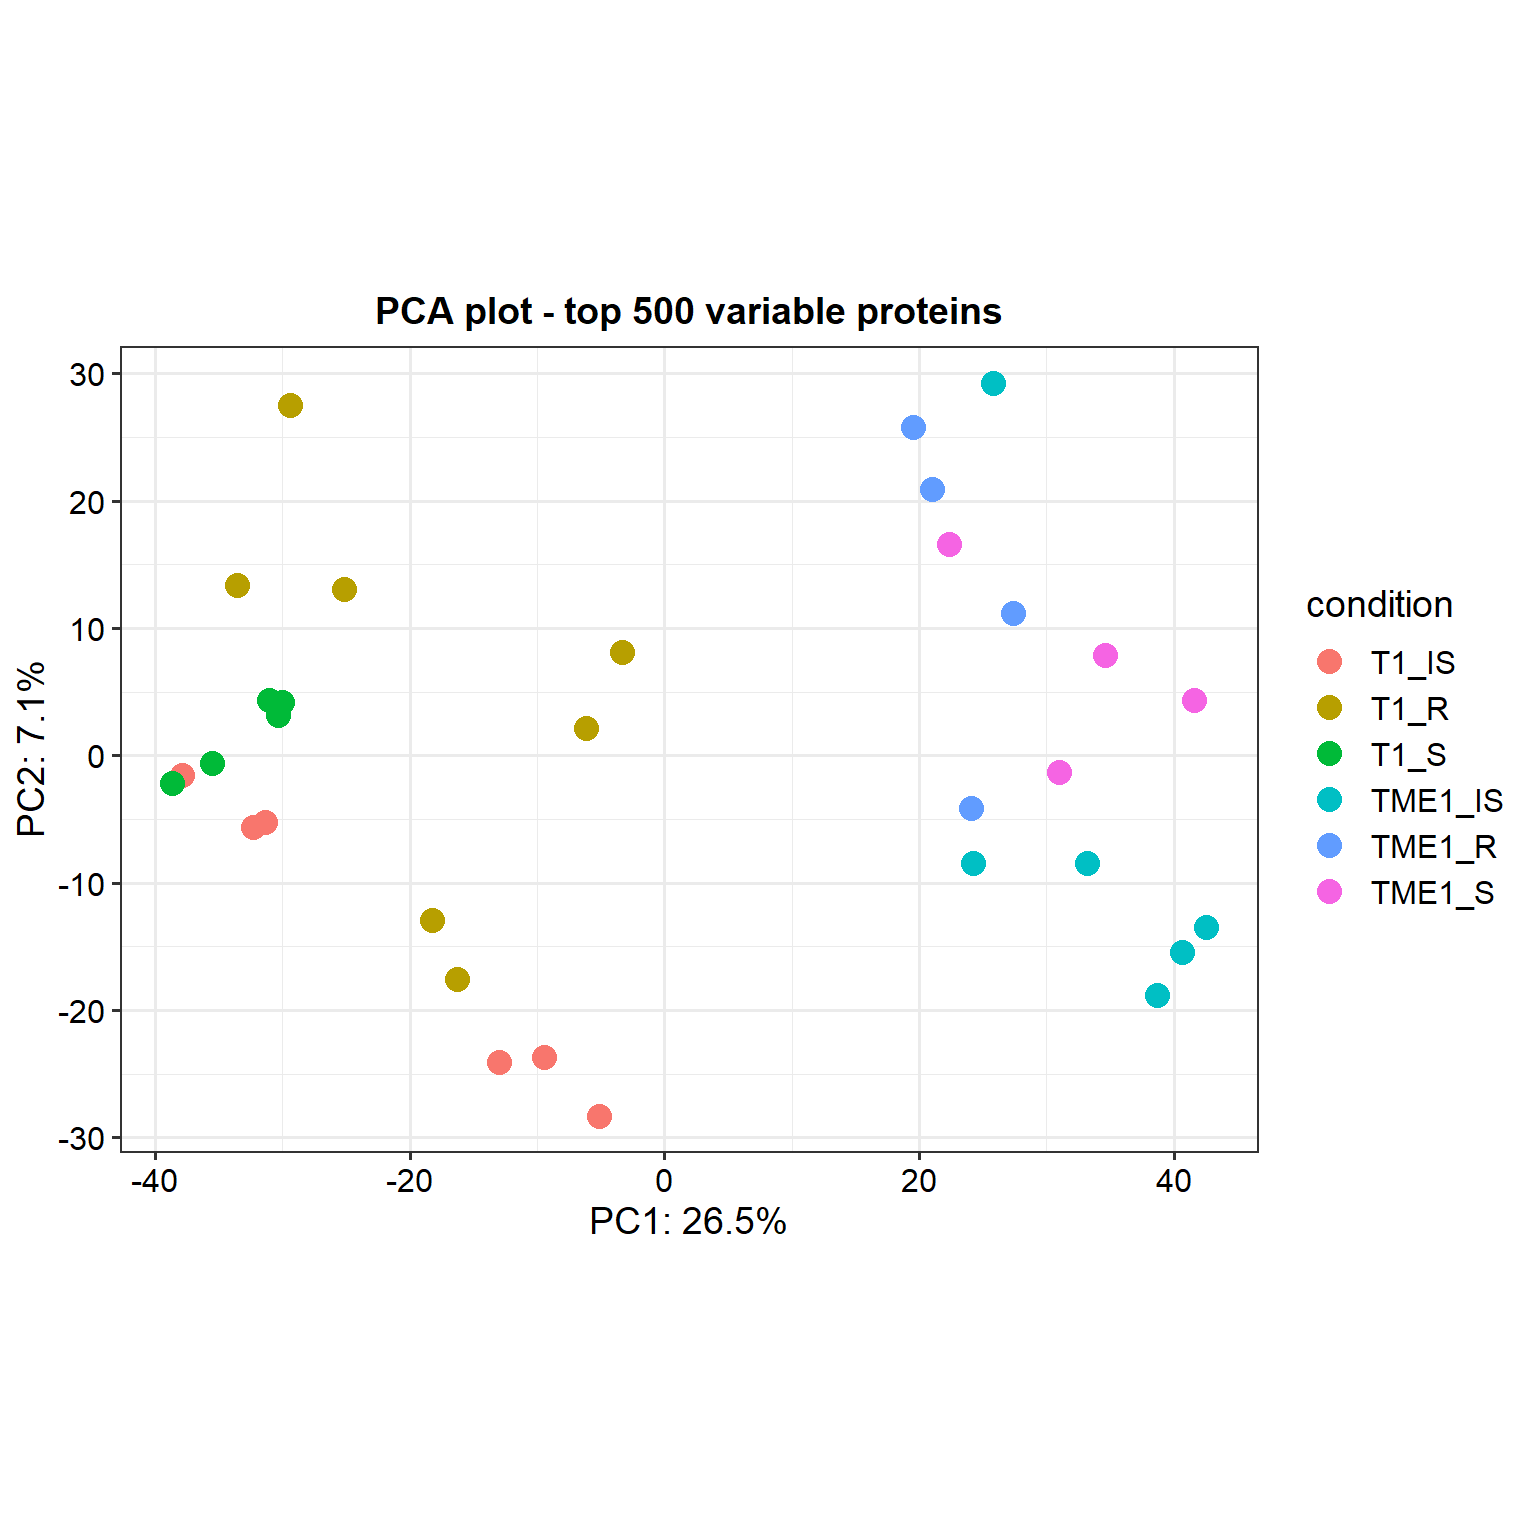 PCA plot - top 500 variable proteins
30
20
10
0
-10
-20
-30
PC2: 7.1%
-40
-20
0
20
40
PC1: 26.5%
condition
T1_IS
T1_R
T1_S
TME1_IS
TME1_R
TME1_S